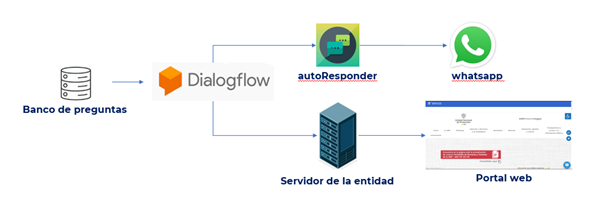 Banco de preguntas
Dialogflow
autoResponder
whatsapp
Servidor de la entidad
Portal web